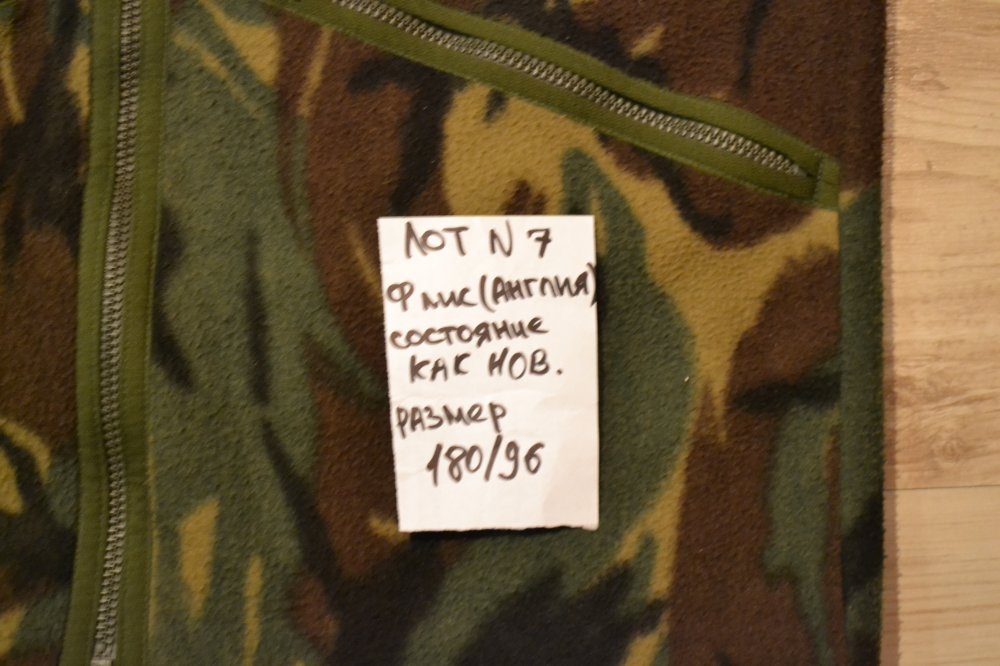 ЛОТ N 7
Флис (Англия)
состояние
КАК НОВ.
размер
180/96